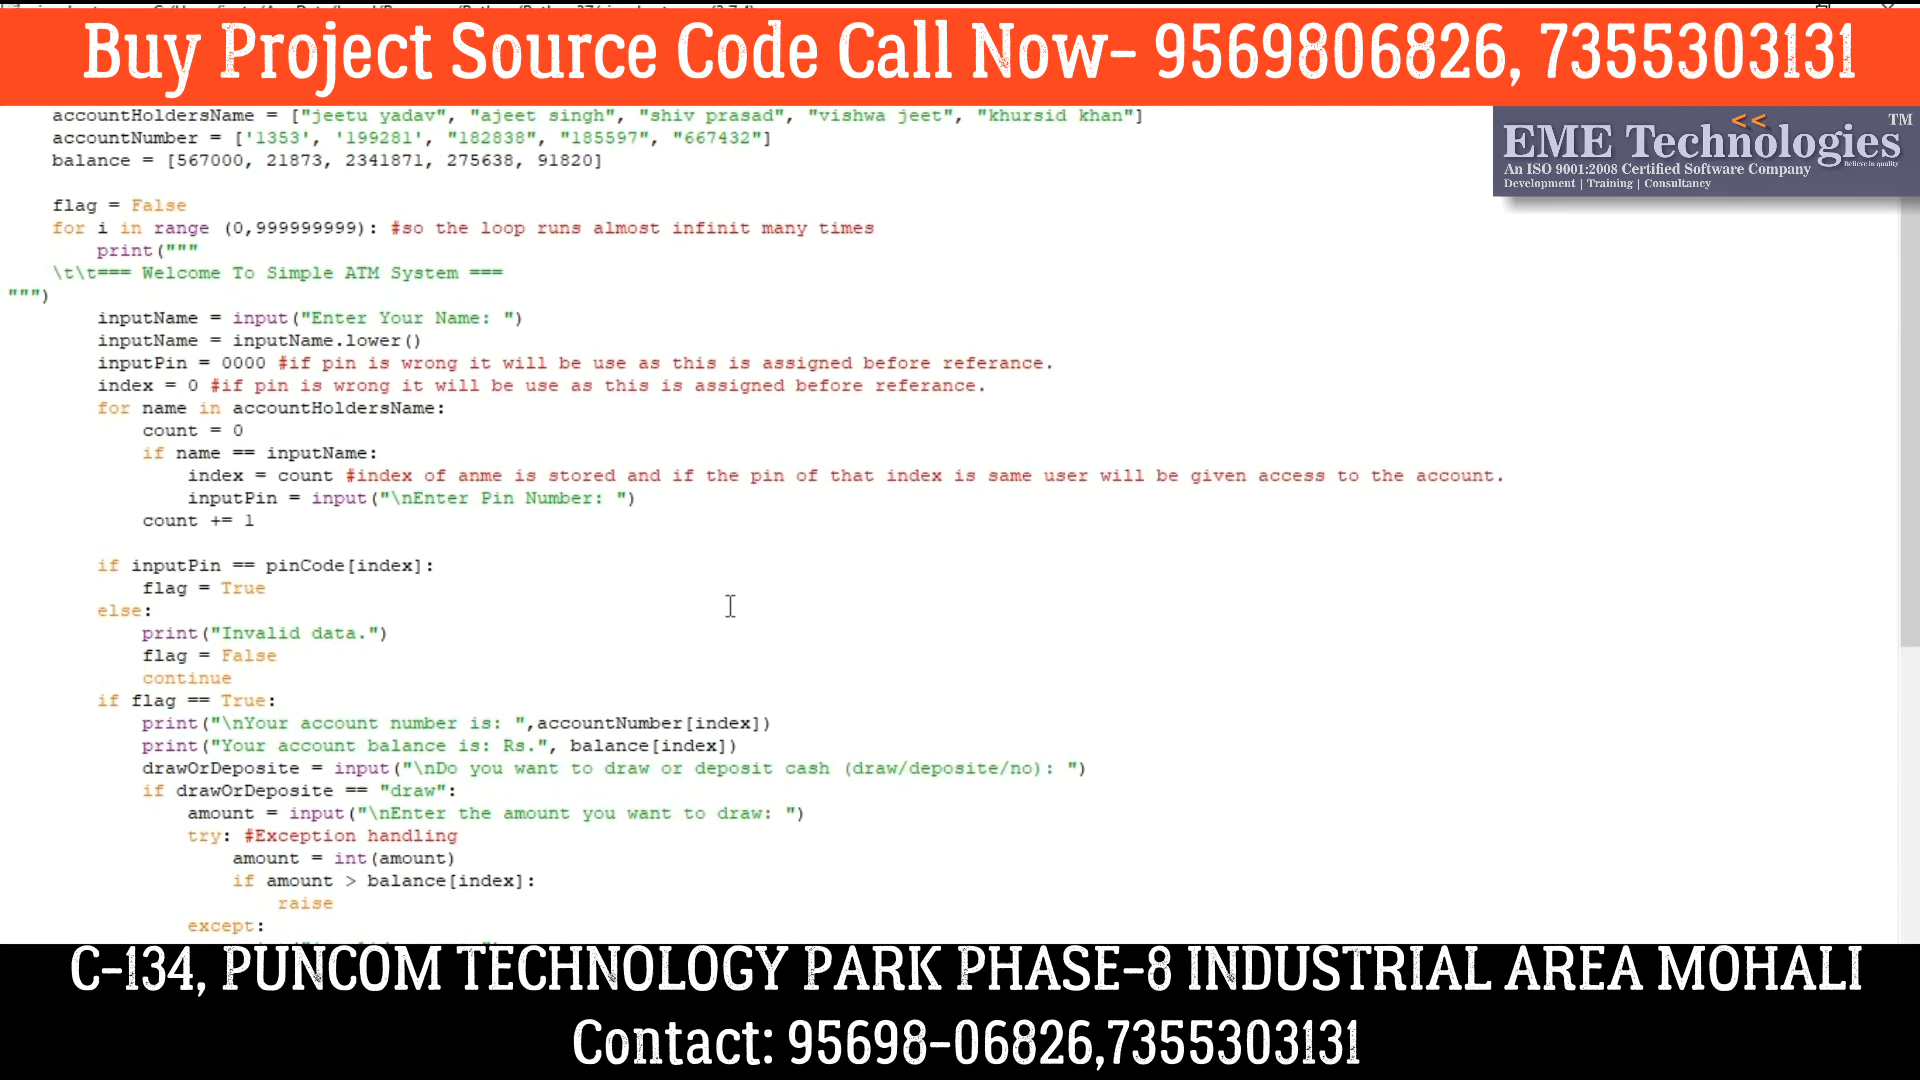 Buy Project Source Code Call Now- 9569806826, 7355303131
EME Technologies TM
<<
An ISO 9001:2008 Certified Software Company
Believe in quality
Development | Training | Consultancy
accountHoldersName = ["jeetu yadav", "ajeet singh", "shiv prasad", "vishwa jeet", "khursid khan"]
accountNumber = ['1353', '199281', "182838", "185597", "667432"]
balance = [567000, 21873, 2341871, 275638, 91820]
flag = False
for i in range (0,999999999): #so the loop runs almost infinit many times
print("""
\t\t=== Welcome To Simple ATM System ===
""")
inputName = input("Enter Your Name: ")
inputName = inputName.lower()
inputPin = 0000 #if pin is wrong it will be use as this is assigned before referance.
index = 0 #if pin is wrong it will be use as this is assigned before referance.
for name in accountHoldersName:
count = 0
if name == inputName:
index = count #index of anme is stored and if the pin of that index is same user will be given access to the account.
inputPin = input("\nEnter Pin Number: ")
count += 1
if inputPin == pinCode[index]:
flag = True
else:
print("Invalid data.")
flag = False
continue
if flag == True:
print("\nYour account number is: ",accountNumber[index])
print("Your account balance is: Rs.", balance[index])
drawOrDeposite = input("\nDo you want to draw or deposit cash (draw/deposite/no): ")
if drawOrDeposite == "draw":
amount = input("\nEnter the amount you want to draw: ")
try: #Exception handling
amount = int(amount)
if amount > balance[index]:
raise
except:
C-134, PUNCOM TECHNOLOGY PARK PHASE-8 INDUSTRIAL AREA MOHALI
Contact: 95698-06826,7355303131